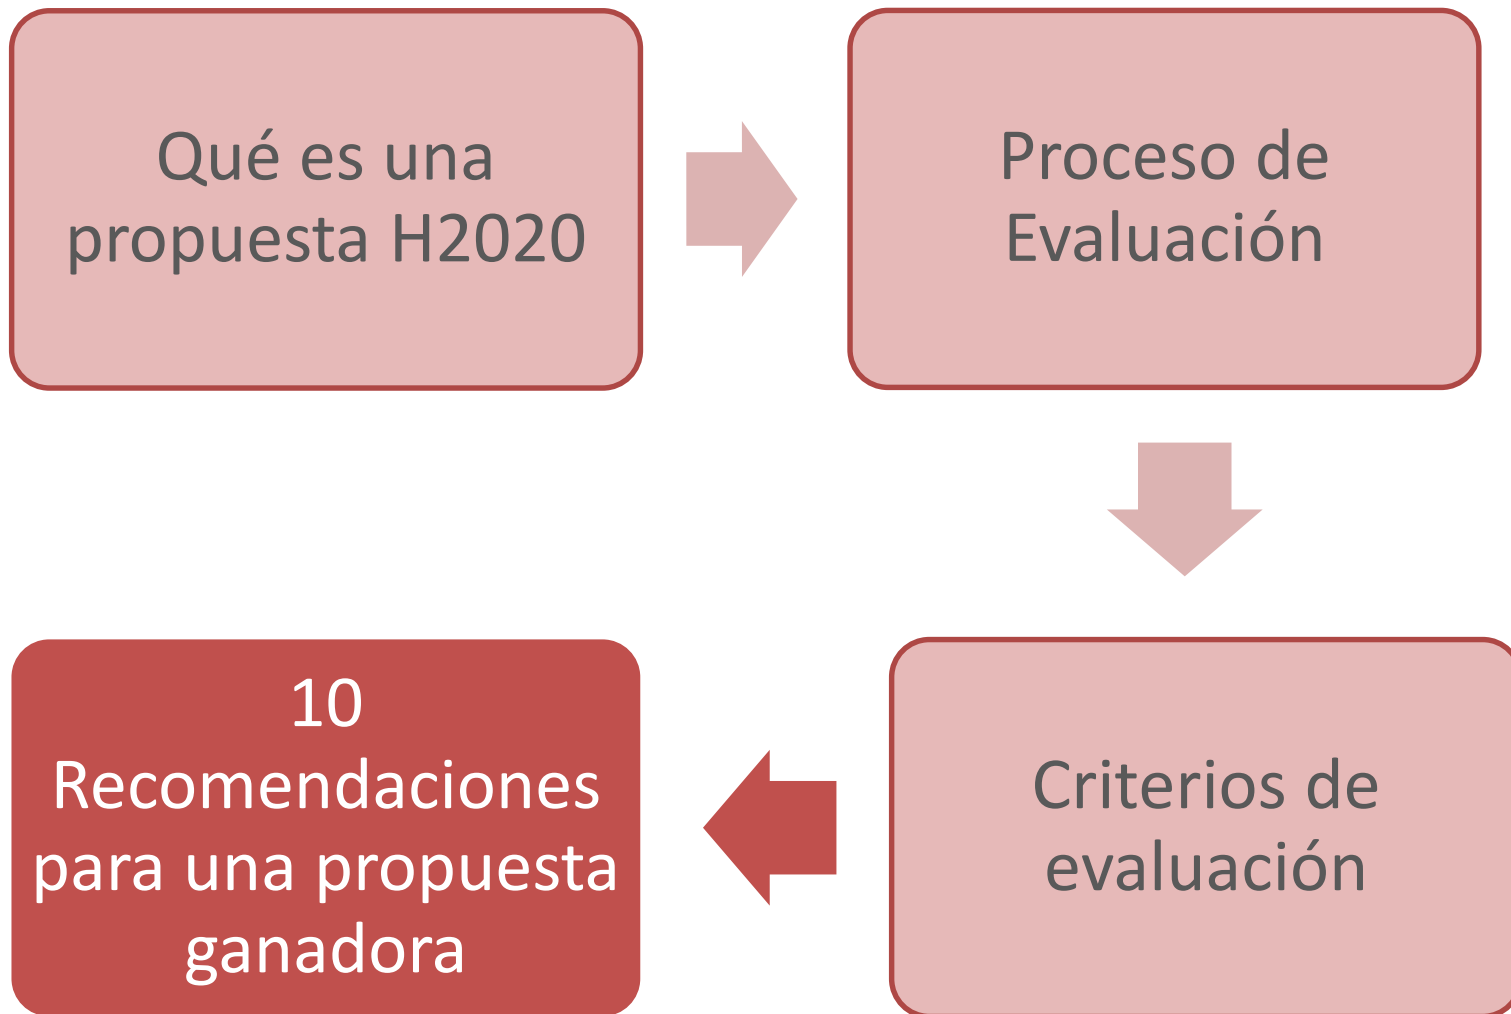 Qué es una
propuesta H2020
Proceso de
Evaluación
Criterios de
evaluación
10
Recomendaciones
para una propuesta
ganadora